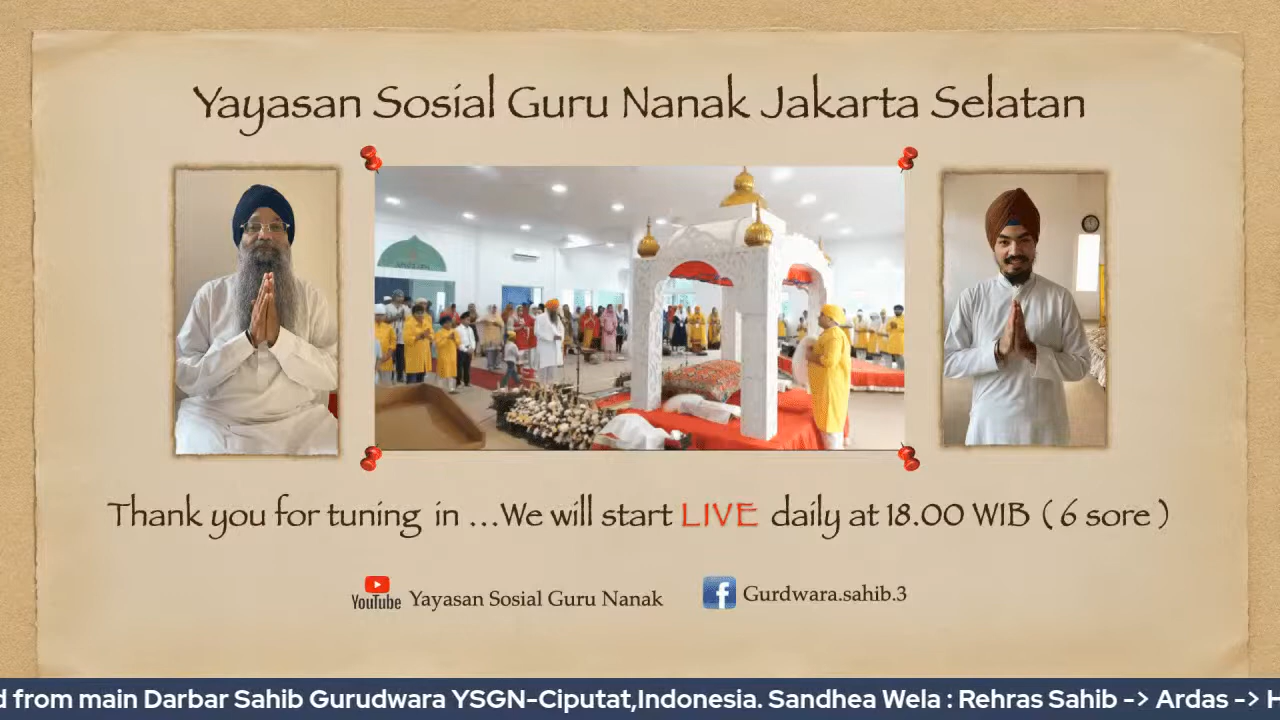 Yayasan Sosial Guru Nanak Jakarta Selatan
Thank you for tuning in ...We will start LIVE daily at 18.00 WIB ( 6 sore )
YouTube Yayasan Sosial Guru Nanak
f Gurdwara.sahib.3
d from main Darbar Sahib Gurudwara YSGN-Ciputat,Indonesia. Sandhea Wela : Rehras Sahib -> Ardas -> H